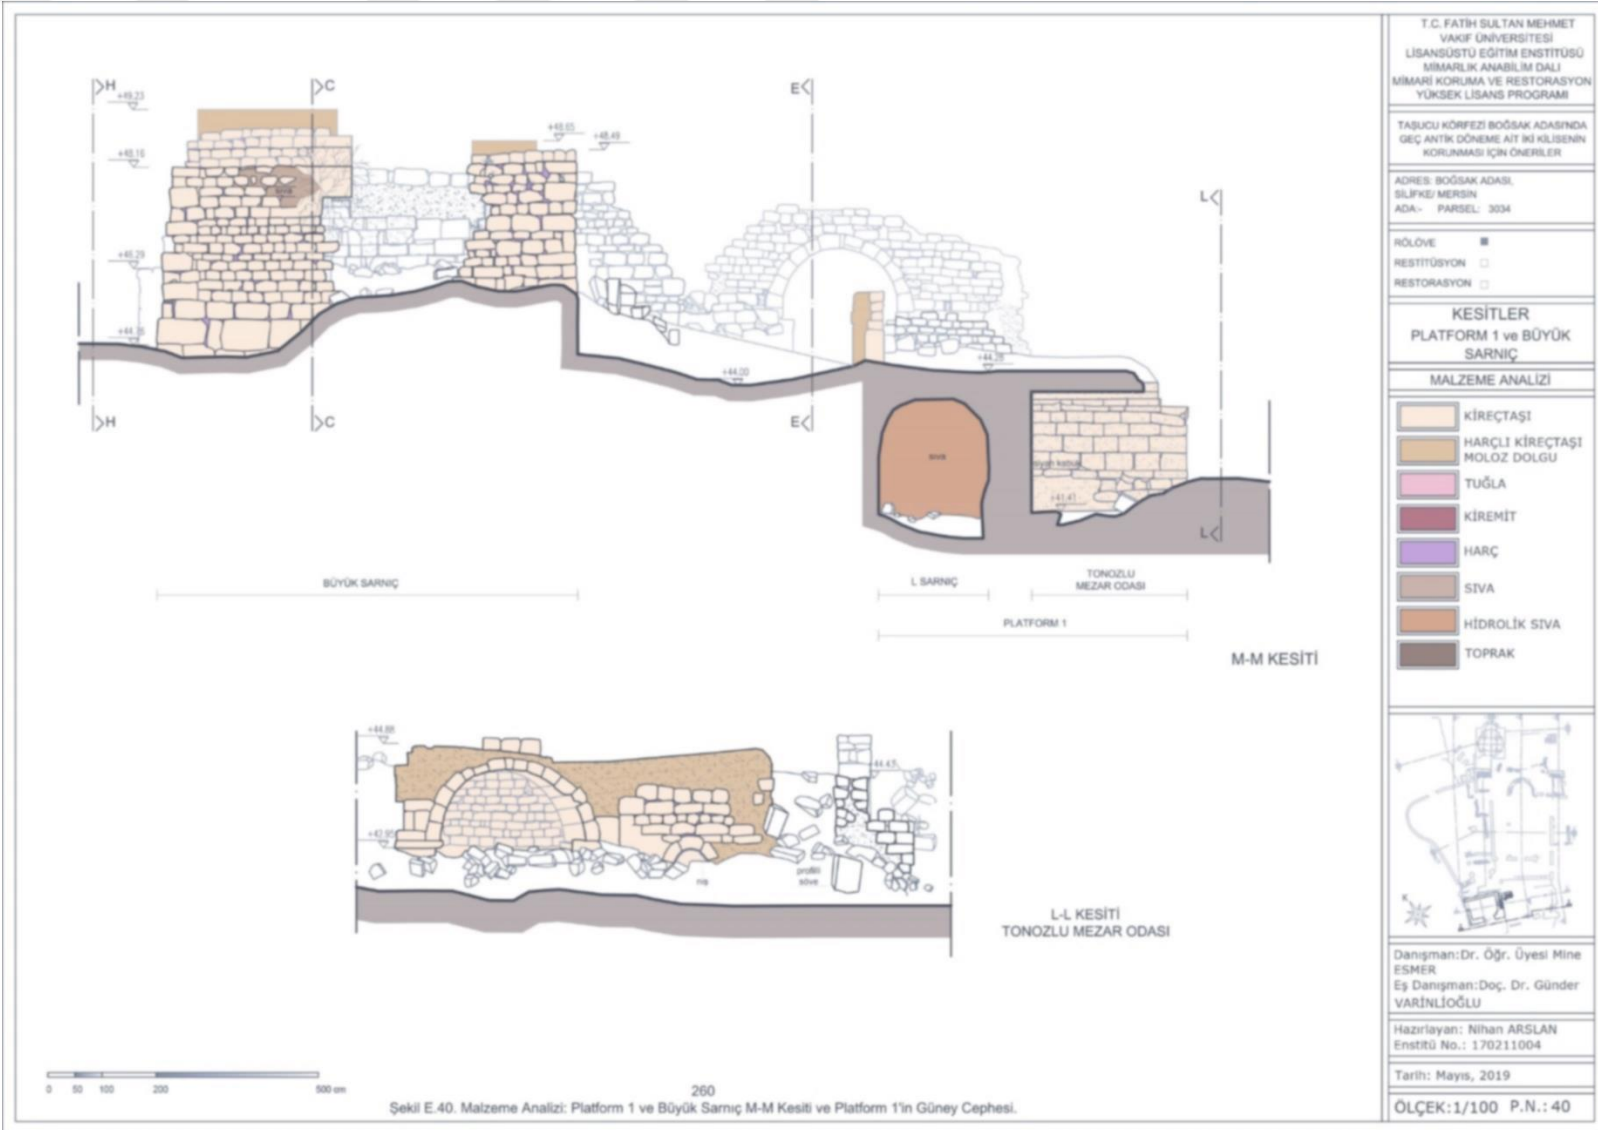 H
C
E
L
+49.23
+48.16
+46.29
+48.65
+48.49
+44.00
+44.28
+41.41
sıva
siyah kabuk
H
C
E
L
BÜYÜK SARNIÇ
L SARNIÇ
TONOZLU
MEZAR ODASI
PLATFORM 1
M-M KESİTİ
+44.88
+44.43
+42.95
niş
profilli
söve
L-L KESİTİ
TONOZLU MEZAR ODASI
0 50 100 200 500 cm
260
Şekil E.40. Malzeme Analizi: Platform 1 ve Büyük Sarnıç M-M Kesiti ve Platform 1'in Güney Cephesi.
T.C. FATİH SULTAN MEHMET
VAKIF ÜNİVERSİTESİ
LİSANSÜSTÜ EĞİTİM ENSTİTÜSÜ
MİMARLIK ANABİLİM DALI
MİMARİ KORUMA VE RESTORASYON
YÜKSEK LİSANS PROGRAMI
TAŞUCU KÖRFEZİ BOĞSAK ADASI'NDA
GEÇ ANTİK DÖNEME AİT İKİ KİLİSENİN
KORUNMASI İÇİN ÖNERİLER
ADRES: BOĞSAK ADASI,
SİLİFKE/ MERSİN
ADA:- PARSEL: 3034
RÖLÖVE
RESTİTÜSYON
RESTORASYON
KESİTLER
PLATFORM 1 ve BÜYÜK
SARNIÇ
MALZEME ANALİZİ
KİREÇTAŞI
HARÇLI KİREÇTAŞI
MOLOZ DOLGU
TUĞLA
KİREMİT
HARÇ
SIVA
HİDROLİK SIVA
TOPRAK
K
Danışman:Dr. Öğr. Üyesi Mine
ESMER
Eş Danışman:Doç. Dr. Günder
VARİNLİOĞLU
Hazırlayan: Nihan ARSLAN
Enstitü No.: 170211004
Tarih: Mayıs, 2019
ÖLÇEK:1/100 P.N.: 40